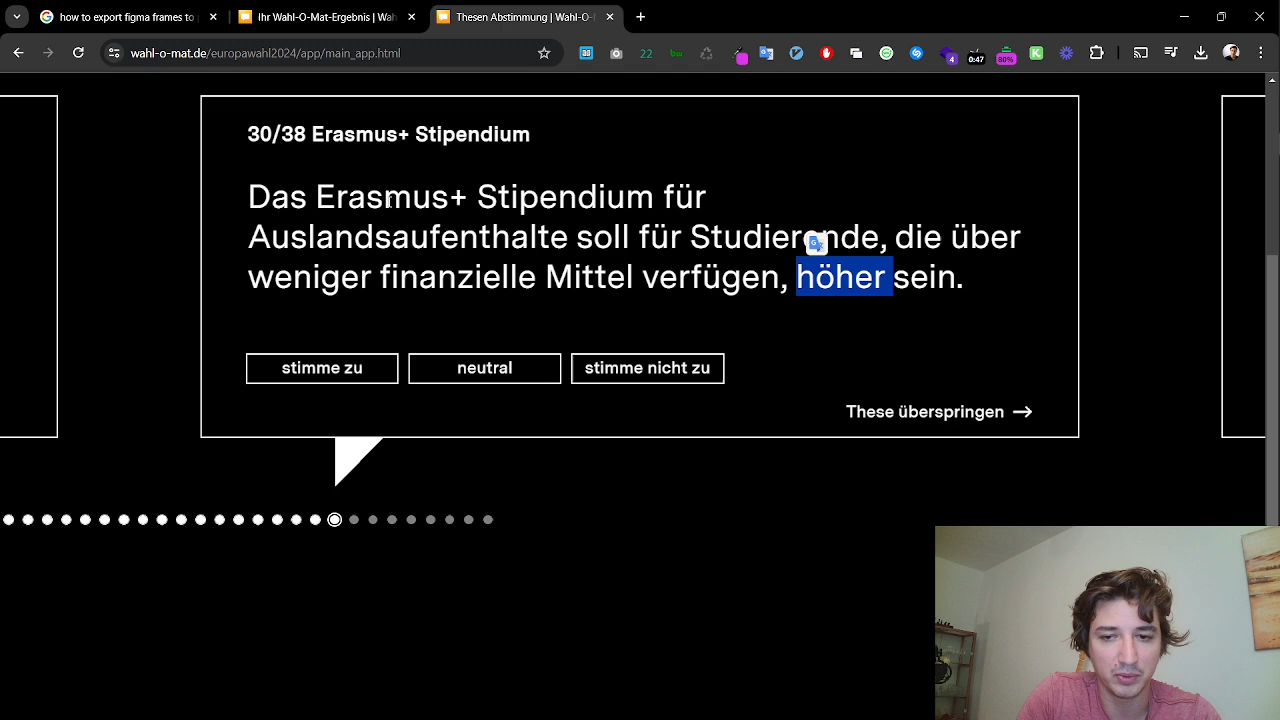 how to export figma frames to
Ihr Wahl-O-Mat-Ergebnis | Wah
Thesen Abstimmung | Wahl-O-M
wahl-o-mat.de/europawahl2024/app/main_app.html
22
4
0:47
80%
30/38 Erasmus+ Stipendium
Das Erasmus+ Stipendium für
Auslandsaufenthalte soll für Studierende, die über
weniger finanzielle Mittel verfügen, höher sein.
stimme zu
neutral
stimme nicht zu
These überspringen →